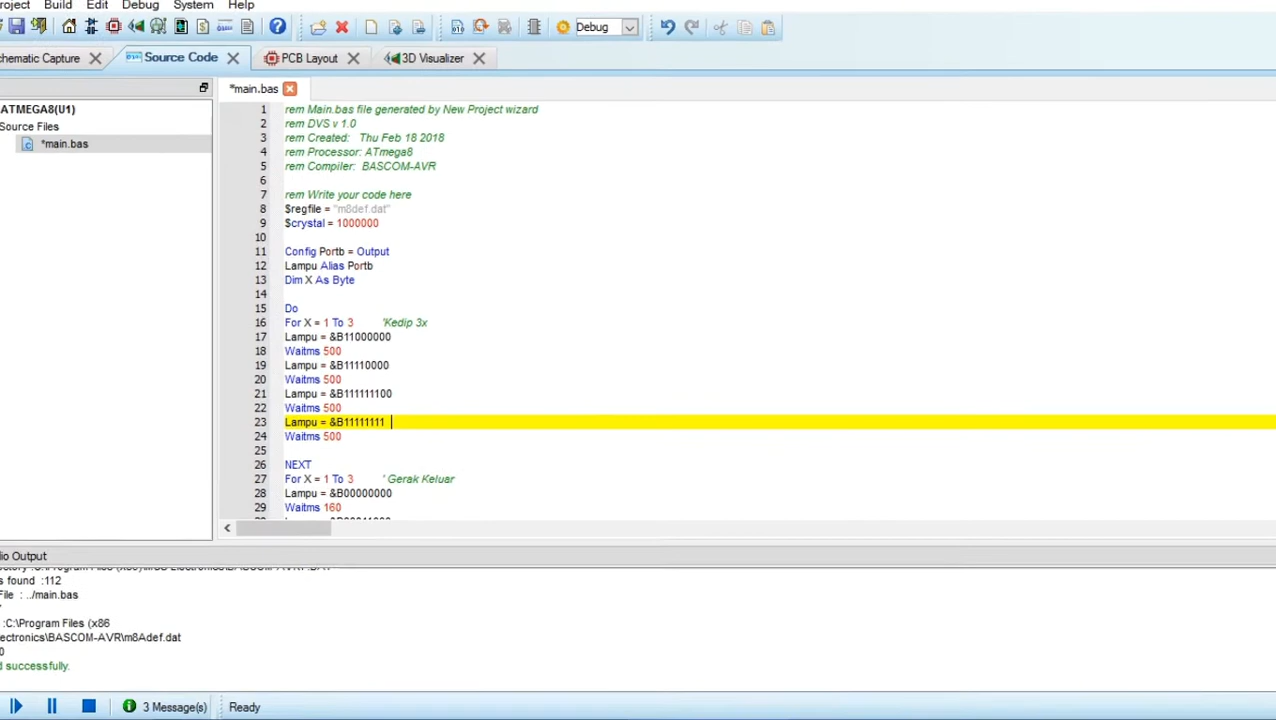 roject Build Edit Debug System Help
Debug
chematic Capture Source Code PCB Layout 3D Visualizer
*main.bas
ATMEGA8(U1)
Source Files
*main.bas
1 rem Main.bas file generated by New Project wizard
2 rem DVS v 1.0
3 rem Created: Thu Feb 18 2018
4 rem Processor: ATmega8
5 rem Compiler: BASCOM-AVR
6
7 rem Write your code here
8 $regfile = "m8def.dat"
9 $crystal = 1000000
10
11 Config Portb = Output
12 Lampu Alias Portb
13 Dim X As Byte
14
15 Do
16 For X = 1 To 3 'Kedip 3x
17 Lampu = &B11000000
18 Waitms 500
19 Lampu = &B11110000
20 Waitms 500
21 Lampu = &B111111100
22 Waitms 500
23 Lampu = &B11111111
24 Waitms 500
25
26 NEXT
27 For X = 1 To 3 ' Gerak Keluar
28 Lampu = &B00000000
29 Waitms 160
io Output
s found :112
File : ../main.bas
:C:\Program Files (x86
ectronics\BASCOM-AVR\m8Adef.dat
0
d successfully.
3 Message(s) Ready